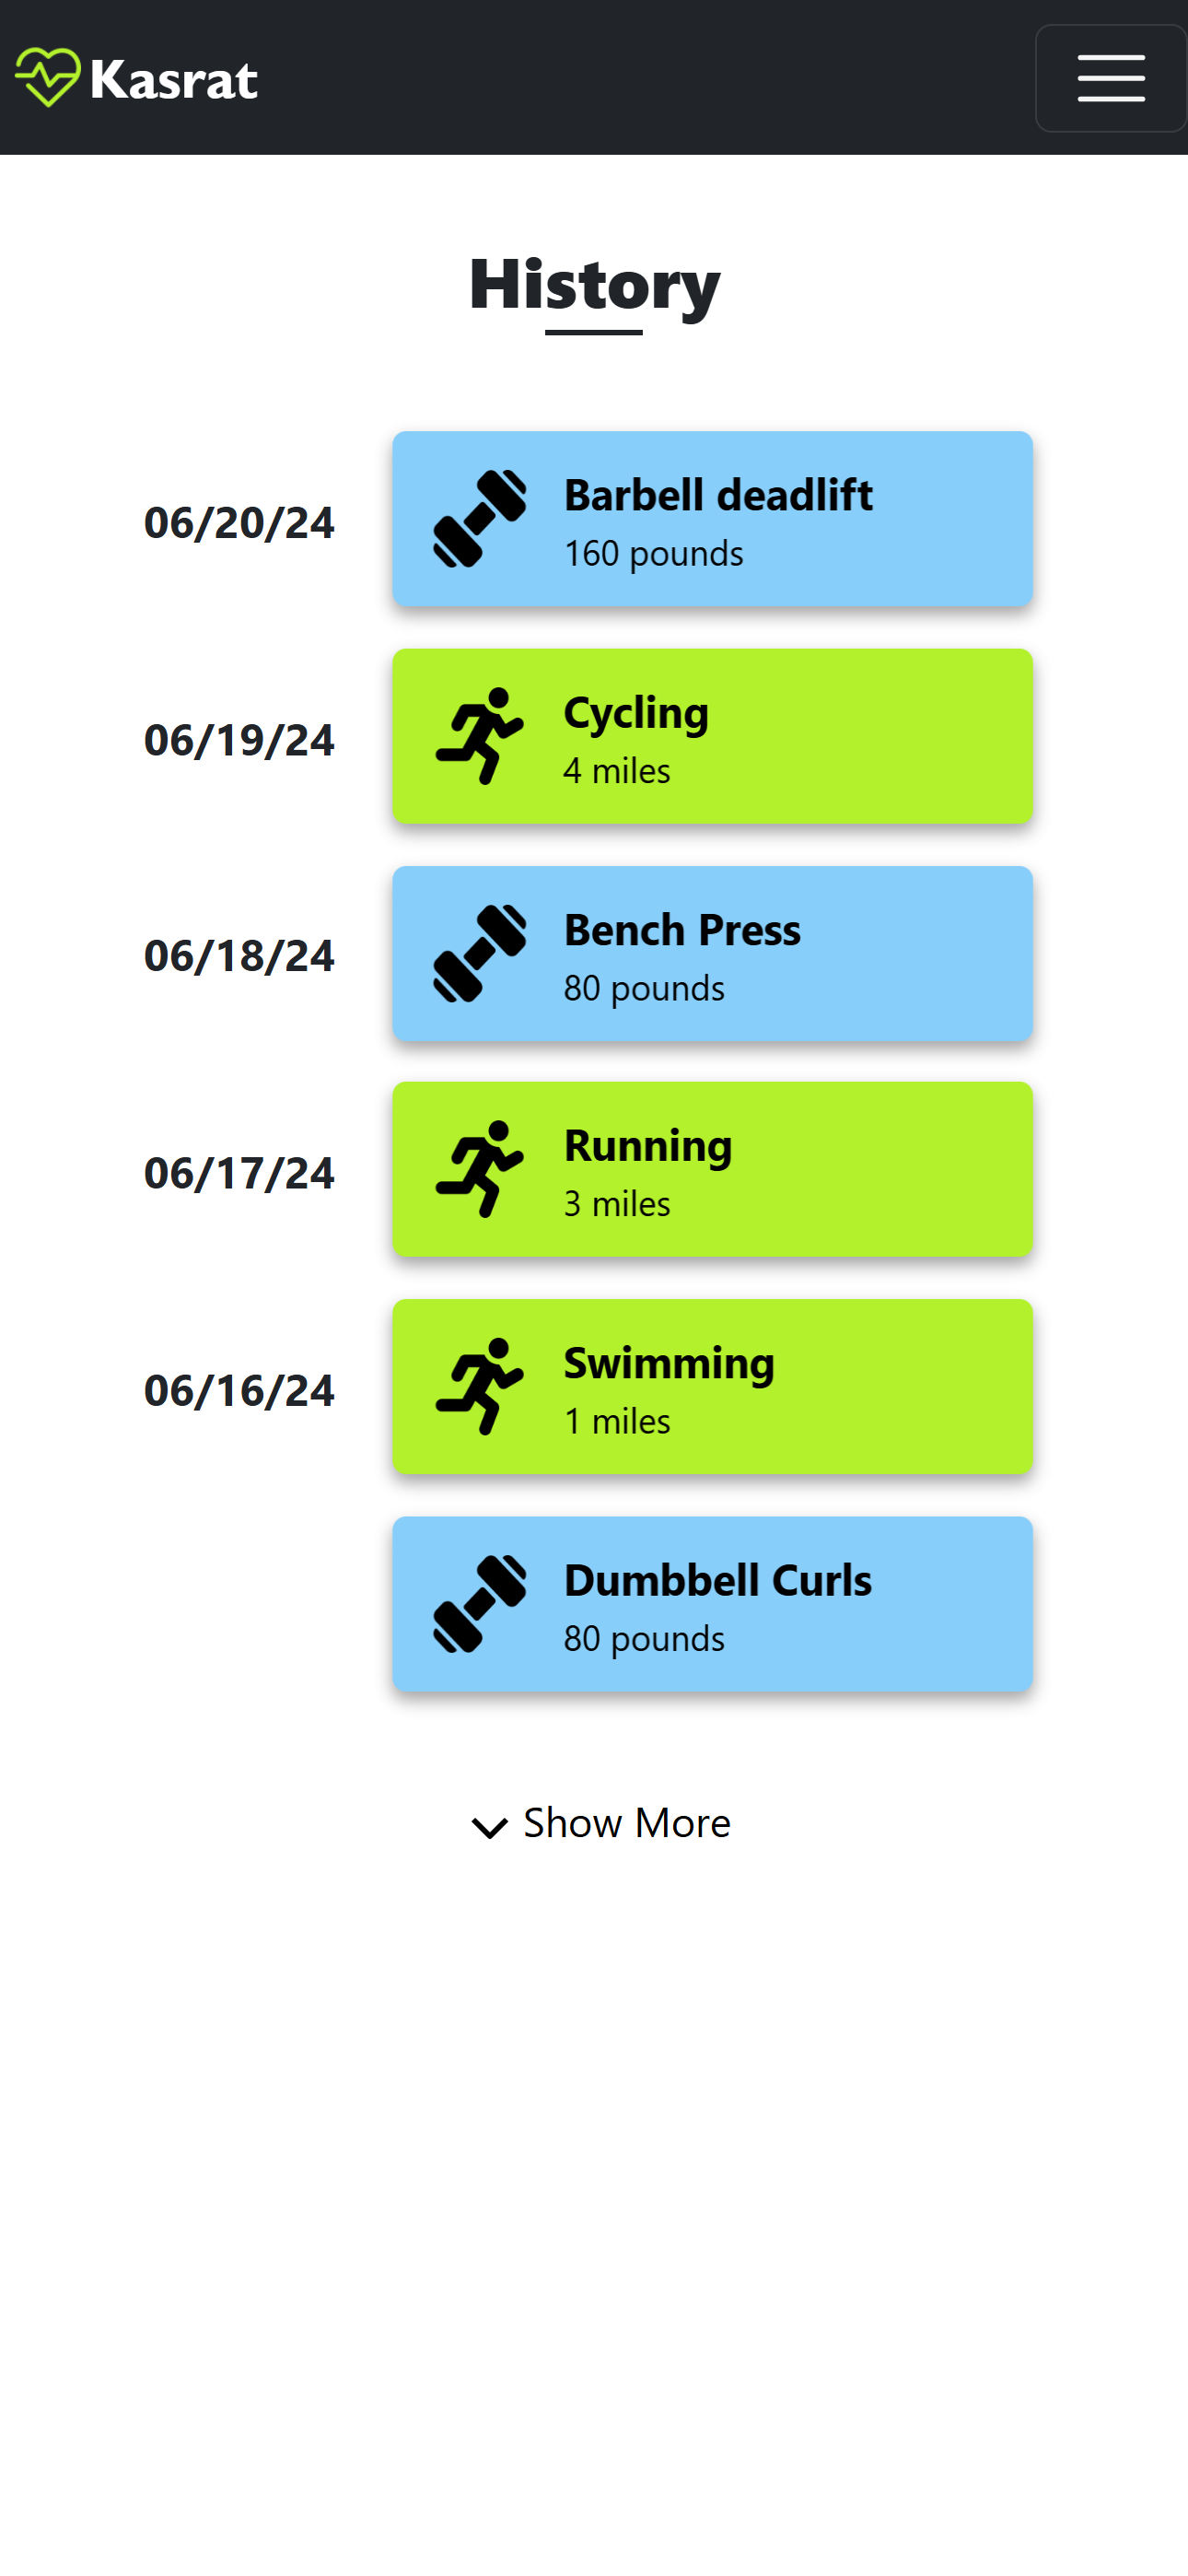 Kasrat
History
06/20/24
Barbell deadlift
160 pounds
06/19/24
Cycling
4 miles
06/18/24
Bench Press
80 pounds
06/17/24
Running
3 miles
06/16/24
Swimming
1 miles
Dumbbell Curls
80 pounds
Show More